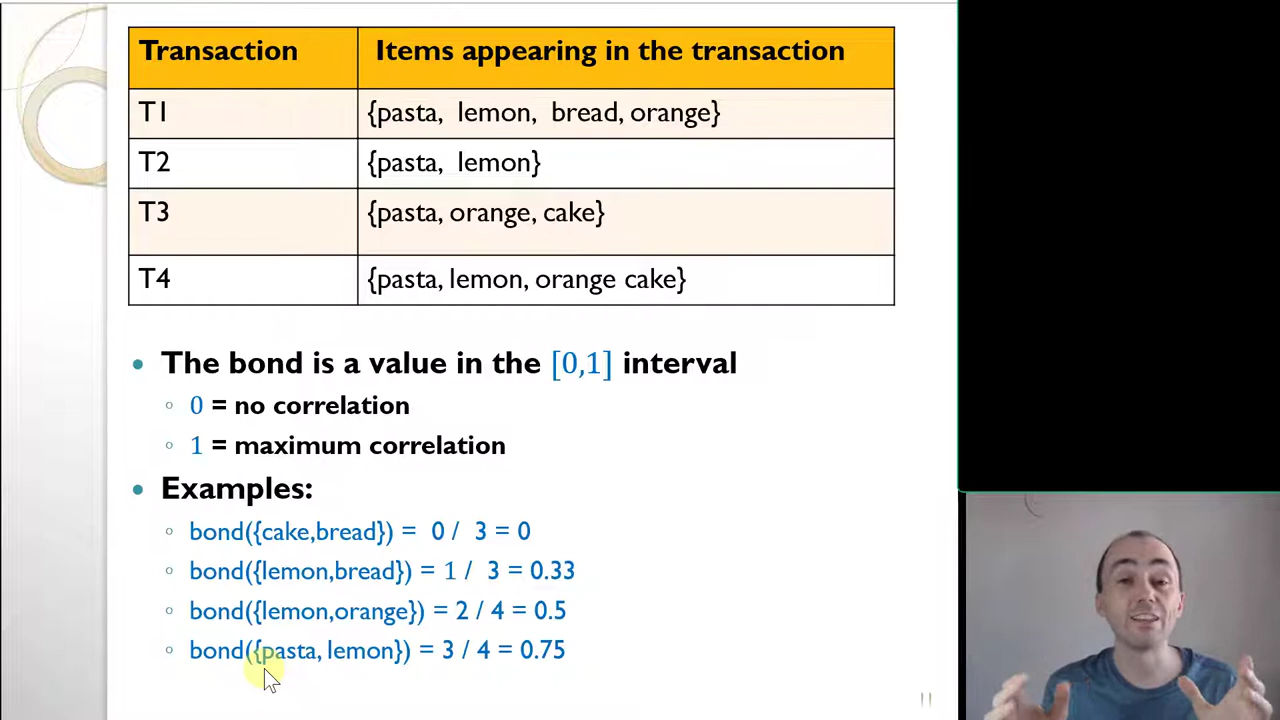 Transaction Items appearing in the transaction
T1 {pasta, lemon, bread, orange}
T2 {pasta, lemon}
T3 {pasta, orange, cake}
T4 {pasta, lemon, orange cake}
• The bond is a value in the [0,1] interval
◦ 0 = no correlation
◦ 1 = maximum correlation
• Examples:
◦ bond({cake,bread}) = 0 / 3 = 0
◦ bond({lemon,bread}) = 1 / 3 = 0.33
◦ bond({lemon,orange}) = 2 / 4 = 0.5
◦ bond({pasta, lemon}) = 3 / 4 = 0.75
11